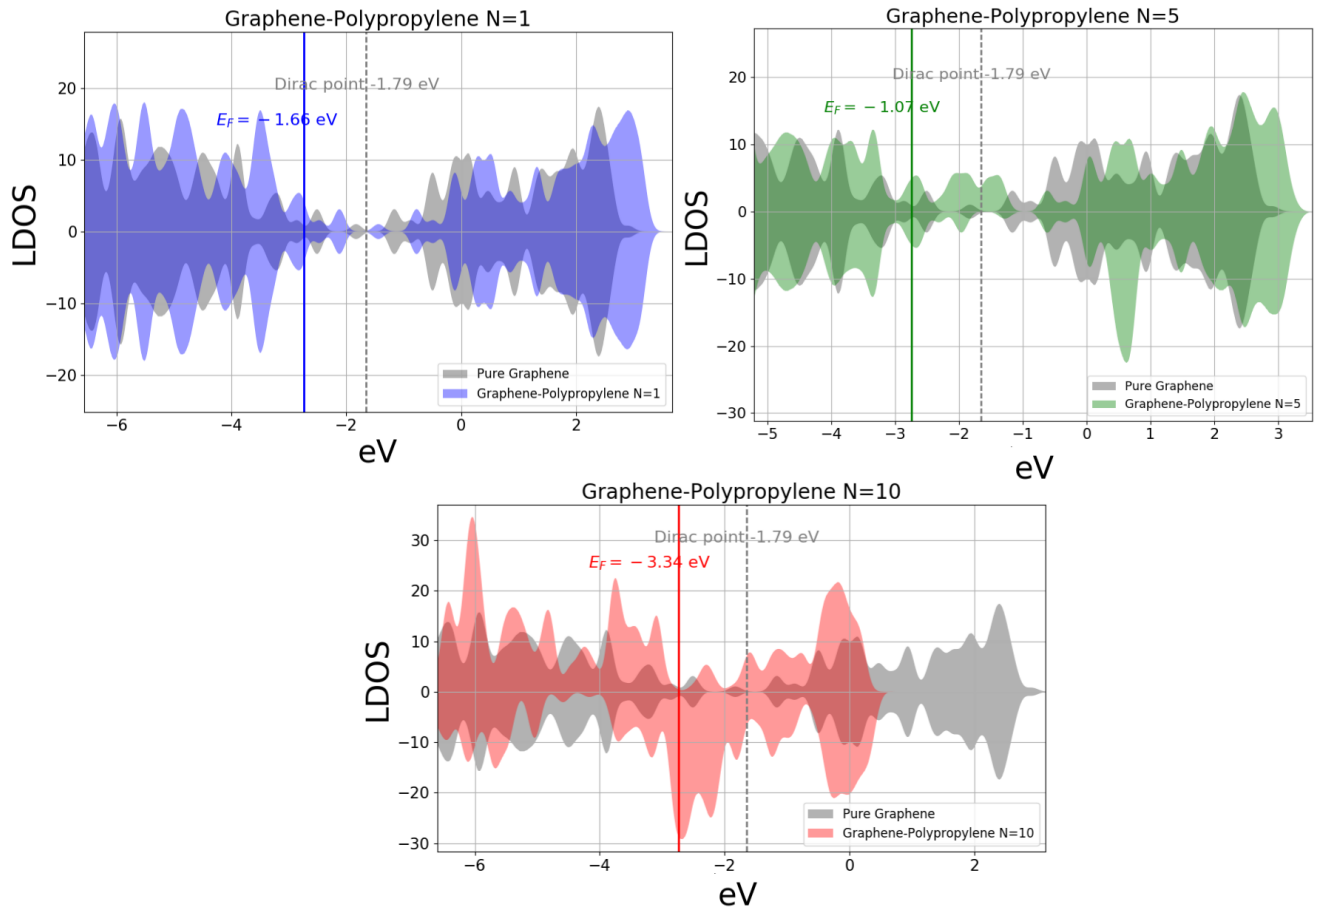 Graphene-Polypropylene N=1
Dirac point -1.79 eV
E_F = −1.66 eV
20
10
0
−10
−20
LDOS
Pure Graphene
Graphene-Polypropylene N=1
−6 −4 −2 0 2
eV
Graphene-Polypropylene N=5
Dirac point -1.79 eV
E_F = −1.07 eV
20
10
0
−10
−20
−30
LDOS
Pure Graphene
Graphene-Polypropylene N=5
−5 −4 −3 −2 −1 0 1 2 3
eV
Graphene-Polypropylene N=10
Dirac point -1.79 eV
E_F = −3.34 eV
30
20
10
0
−10
−20
−30
LDOS
Pure Graphene
Graphene-Polypropylene N=10
−6 −4 −2 0 2
eV